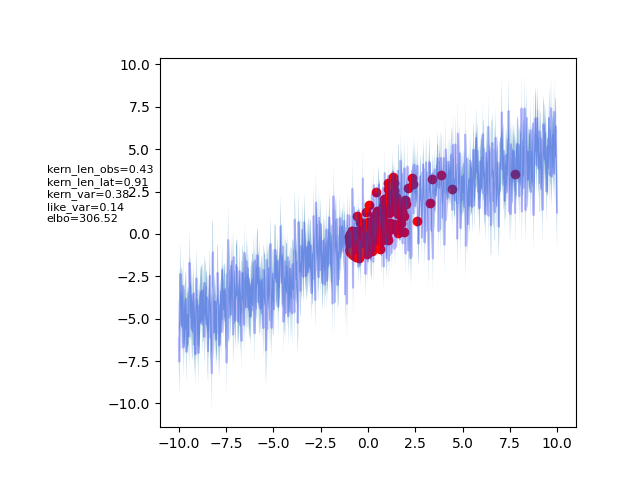 10.0
7.5
5.0
kern_len_obs=0.43
kern_len_lat=0.91
2.5
kern_var=0.38
like_var=0.14
elbo=306.52
0.0
−2.5
−5.0
−7.5
−10.0
−10.0 −7.5 −5.0 −2.5 0.0 2.5 5.0 7.5 10.0